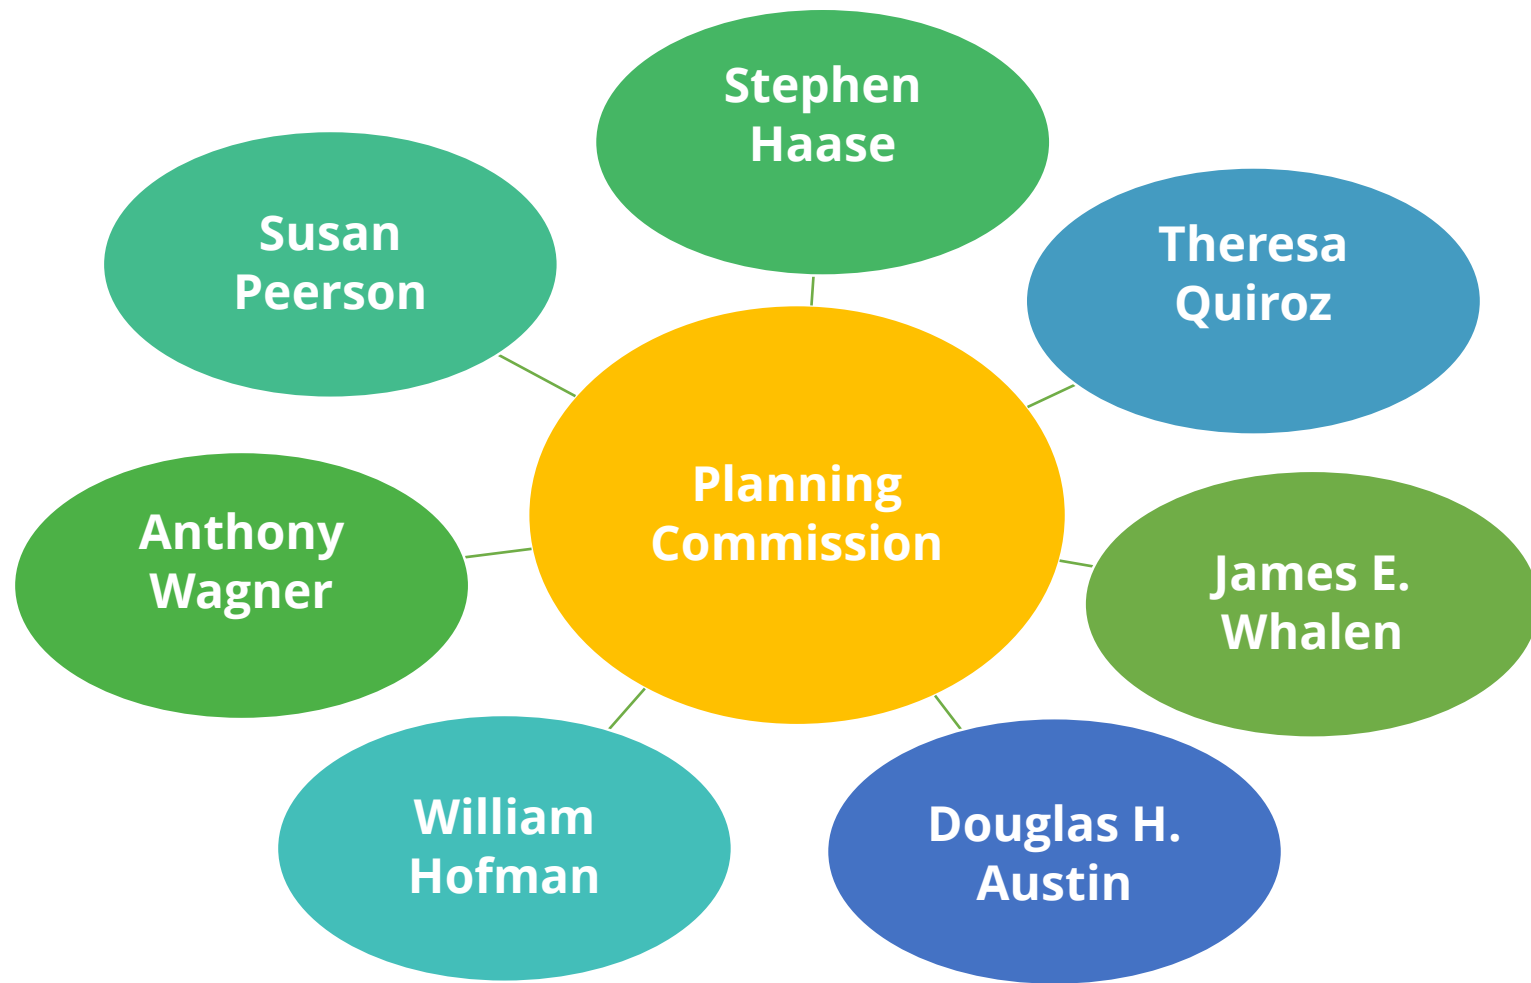 Stephen
Haase
Susan
Peerson
Theresa
Quiroz
Planning
Commission
Anthony
Wagner
James E.
Whalen
William
Hofman
Douglas H.
Austin